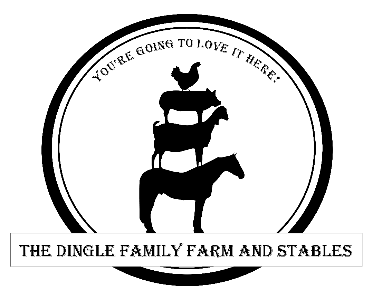 YOU'RE GOING TO LOVE IT HERE!
THE DINGLE FAMILY FARM AND STABLES